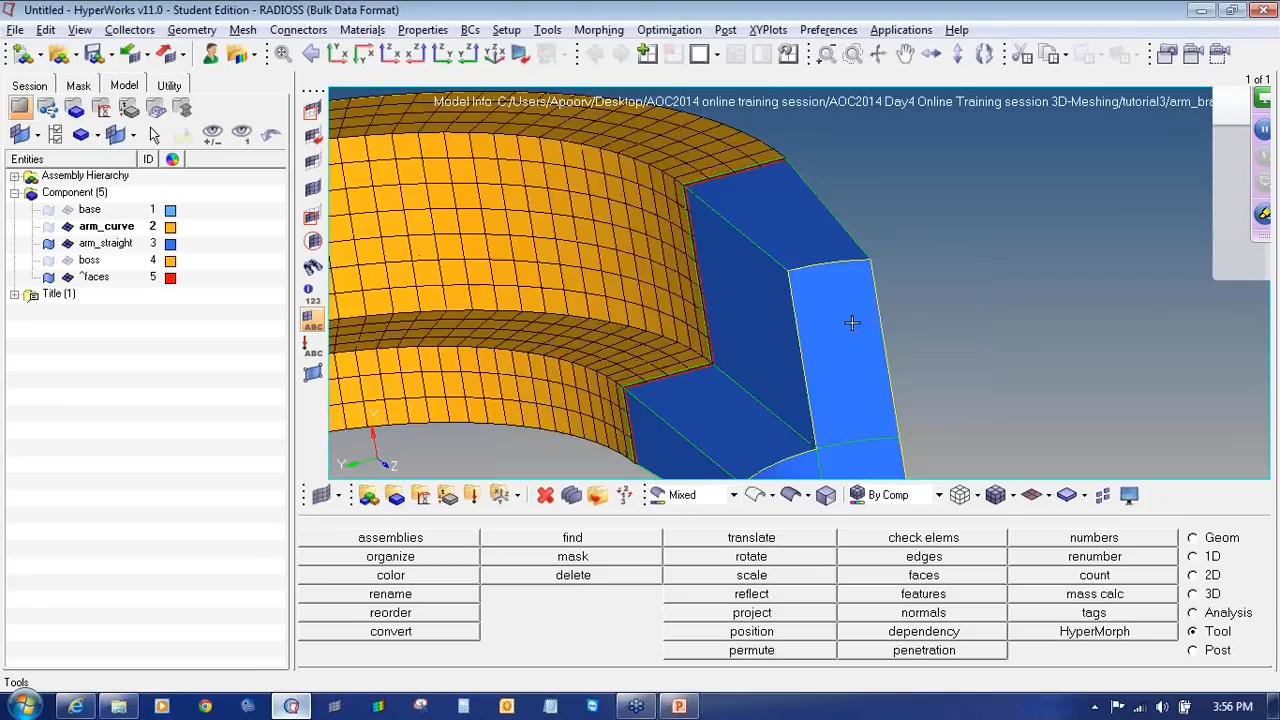 Untitled - HyperWorks v11.0 - Student Edition - RADIOSS (Bulk Data Format)
File Edit View Collectors Geometry Mesh Connectors Materials Properties BCs Setup Tools Morphing Optimization Post XYPlots Preferences Applications Help
Session Mask Model Utility
1 of 1
Model Info C:/Users/Apoorv/Desktop/AOC2014 online training session/AOC2014 Day4 Online Training session 3D-Meshing/tutorial3/arm_bra
Entities ID
Assembly Hierarchy
Component (5)
base 1
arm_curve 2
arm_straight 3
boss 4
^faces 5
Title (1)
123
ABC
ABC
X
Y Z
Mixed By Comp
assemblies find translate check elems numbers Geom
organize mask rotate edges renumber 1D
color delete scale faces count 2D
rename reflect features mass calc 3D
reorder project normals tags Analysis
convert position dependency HyperMorph Tool
permute penetration Post
Tools
3:56 PM